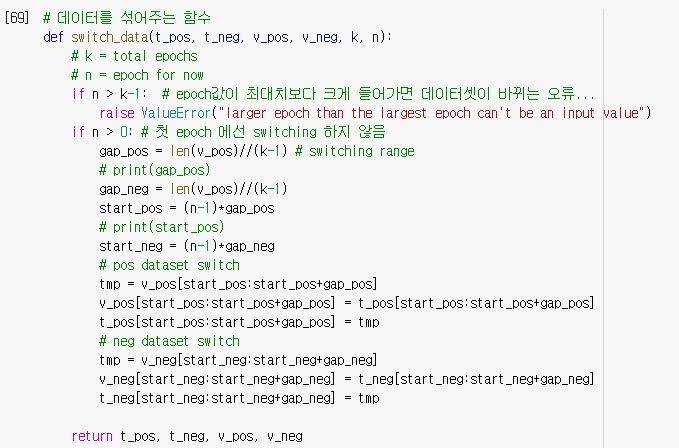 [69] # 데이터를 섞어주는 함수
def switch_data(t_pos, t_neg, v_pos, v_neg, k, n):
# k = total epochs
# n = epoch for now
if n > k-1: # epoch값이 최대치보다 크게 들어가면 데이터셋이 바뀌는 오류...
raise ValueError("larger epoch than the largest epoch can't be an input value")
if n > 0: # 첫 epoch 에선 switching 하지 않음
gap_pos = len(v_pos)//(k-1) # switching range
# print(gap_pos)
gap_neg = len(v_pos)//(k-1)
start_pos = (n-1)*gap_pos
# print(start_pos)
start_neg = (n-1)*gap_neg
# pos dataset switch
tmp = v_pos[start_pos:start_pos+gap_pos]
v_pos[start_pos:start_pos+gap_pos] = t_pos[start_pos:start_pos+gap_pos]
t_pos[start_pos:start_pos+gap_pos] = tmp
# neg dataset switch
tmp = v_neg[start_neg:start_neg+gap_neg]
v_neg[start_neg:start_neg+gap_neg] = t_neg[start_neg:start_neg+gap_neg]
t_neg[start_neg:start_neg+gap_neg] = tmp
return t_pos, t_neg, v_pos, v_neg